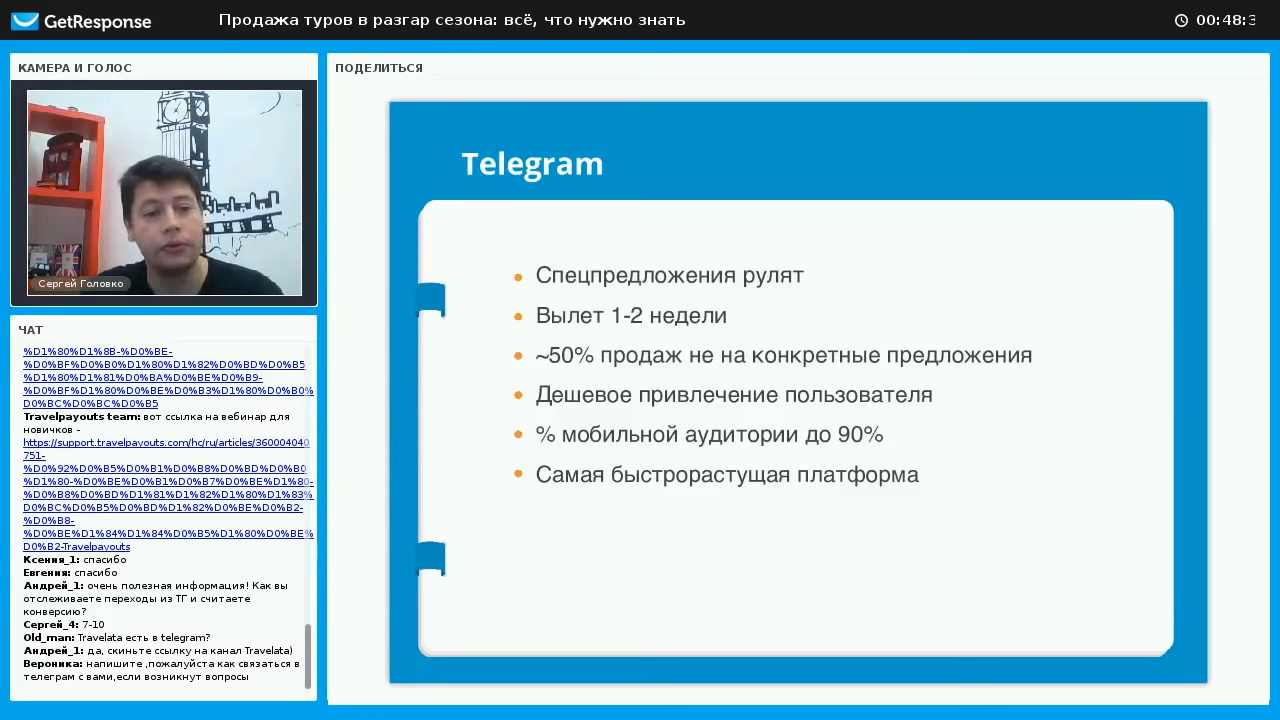 GetResponse
Продажа туров в разгар сезона: всё, что нужно знать
00:48:3
КАМЕРА И ГОЛОС
Сергей Головко
ЧАТ
%D1%80%D1%8B-%D0%BE-
%D0%BF%D0%B0%D1%80%D1%82%D0%BD%D0%B5
%D1%80%D1%81%D0%BA%D0%BE%D0%B9-
%D0%BF%D1%80%D0%BE%D0%B3%D1%80%D0%B0%
D0%BC%D0%BC%D0%B5
Travelpayouts team: вот ссылка на вебинар для
новичков -
https://support.travelpayouts.com/hc/ru/articles/360004040
751-
%D0%92%D0%B5%D0%B1%D0%B8%D0%BD%D0%B0
%D1%80-%D0%BE%D0%B1%D0%B7%D0%BE%D1%80-
%D0%B8%D0%BD%D1%81%D1%82%D1%80%D1%83%
D0%BC%D0%B5%D0%BD%D1%82%D0%BE%D0%B2-
%D0%B8-
%D0%BE%D1%84%D1%84%D0%B5%D1%80%D0%BE%
D0%B2-Travelpayouts
Ксения_1: спасибо
Евгения: спасибо
Андрей_1: очень полезная информация! Как вы
отслеживаете переходы из ТГ и считаете
конверсию?
Сергей_4: 7-10
Old_man: Travelata есть в telegram?
Андрей_1: да, скиньте ссылку на канал Travelata)
Вероника: напишите ,пожалуйста как связаться в
телеграм с вами,если возникнут вопросы
ПОДЕЛИТЬСЯ
Telegram
Спецпредложения рулят
Вылет 1-2 недели
~50% продаж не на конкретные предложения
Дешевое привлечение пользователя
% мобильной аудитории до 90%
Самая быстрорастущая платформа